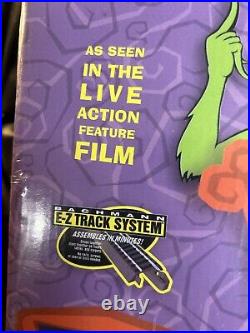 AS SEEN
IN THE
LIVE
ACTION
FEATURE
FILM
BACHMANN
E-Z TRACK SYSTEM
ASSEMBLES IN MINUTES!